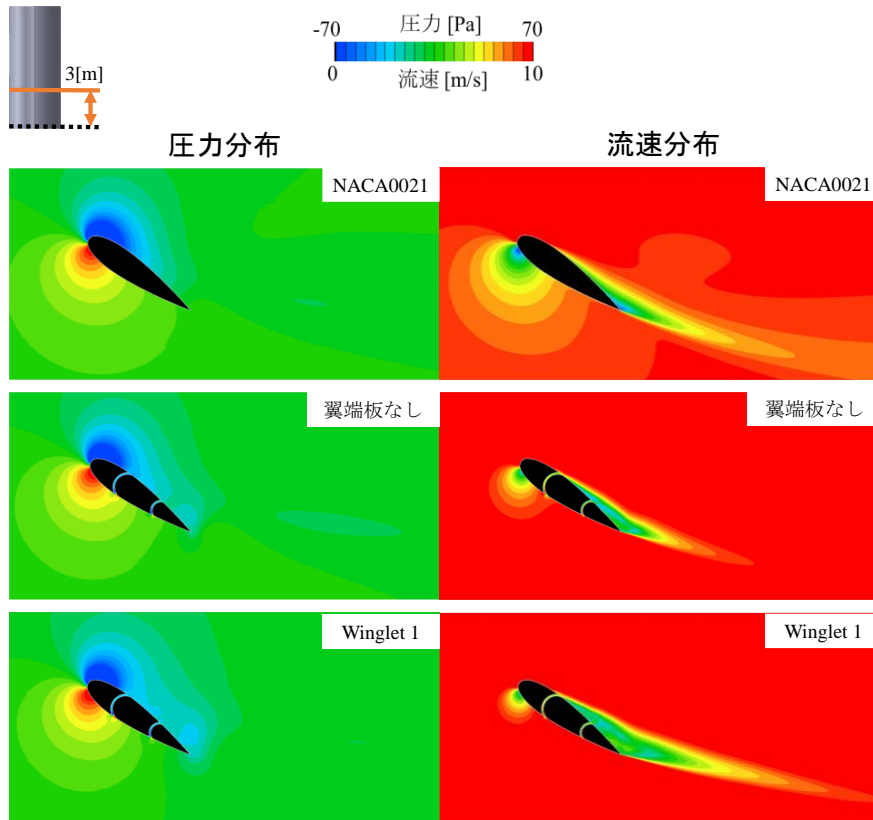 -70 圧力 [Pa] 70
0 流速 [m/s] 10
3[m]
圧力分布 流速分布
NACA0021 NACA0021
翼端板なし 翼端板なし
Winglet 1 Winglet 1